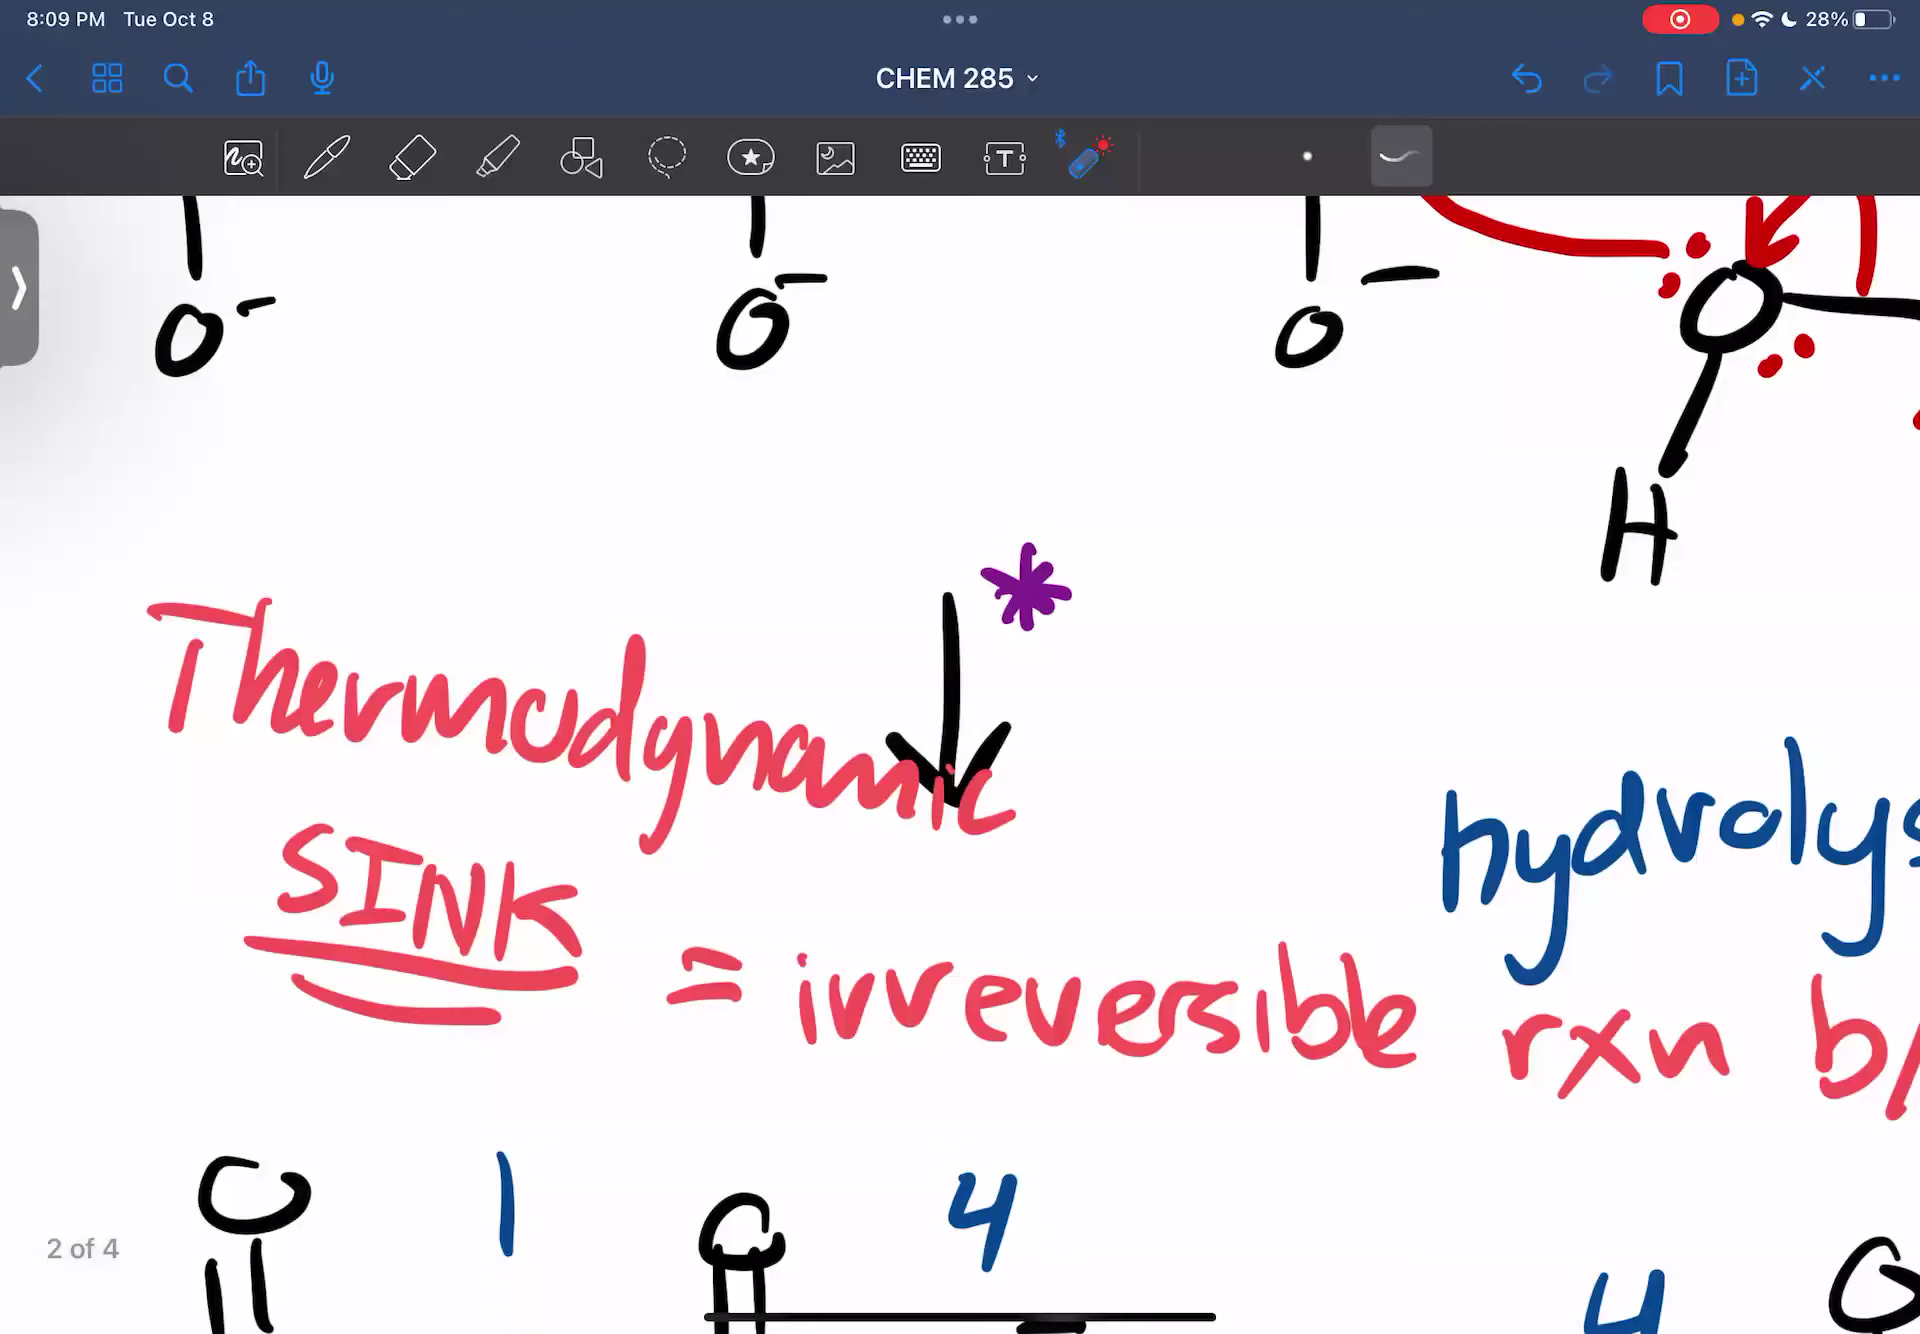 8:09 PM Tue Oct 8
28%
CHEM 285
T
O⁻ O⁻ O⁻ O
H
Thermodynamic
SINK
hydrolys
= irreversible rxn b/
O 1 O 4
4 O
2 of 4